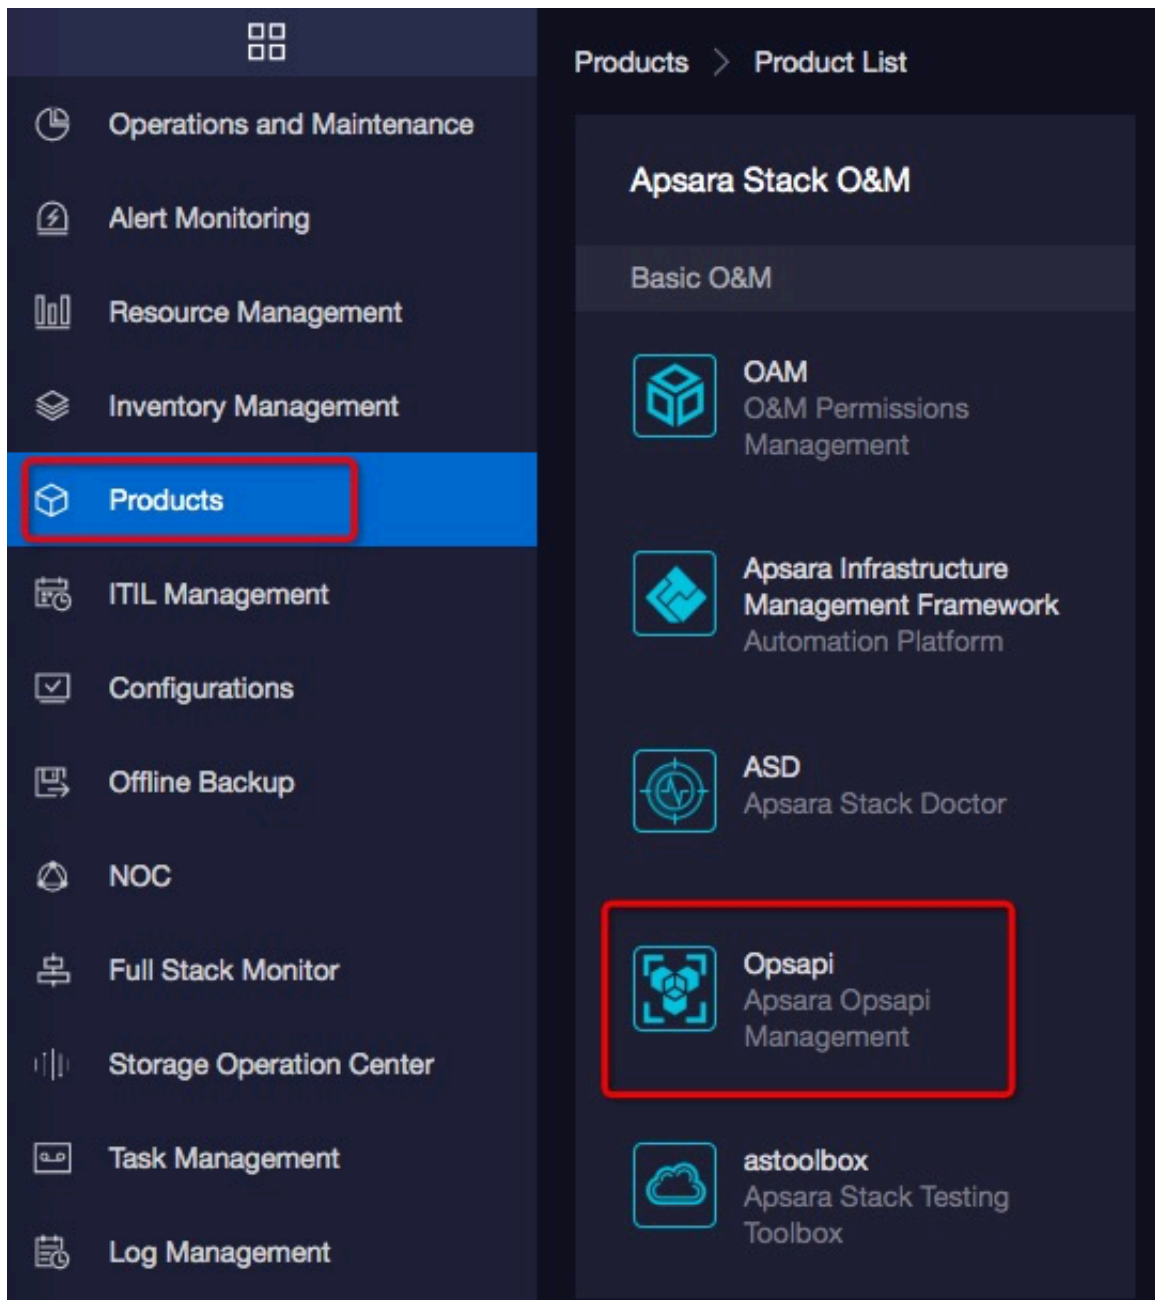 Operations and Maintenance
Alert Monitoring
Resource Management
Inventory Management
Products
ITIL Management
Configurations
Offline Backup
NOC
Full Stack Monitor
Storage Operation Center
Task Management
Log Management
Products > Product List
Apsara Stack O&M
Basic O&M
OAM
O&M Permissions
Management
Apsara Infrastructure
Management Framework
Automation Platform
ASD
Apsara Stack Doctor
Opsapi
Apsara Opsapi
Management
astoolbox
Apsara Stack Testing
Toolbox